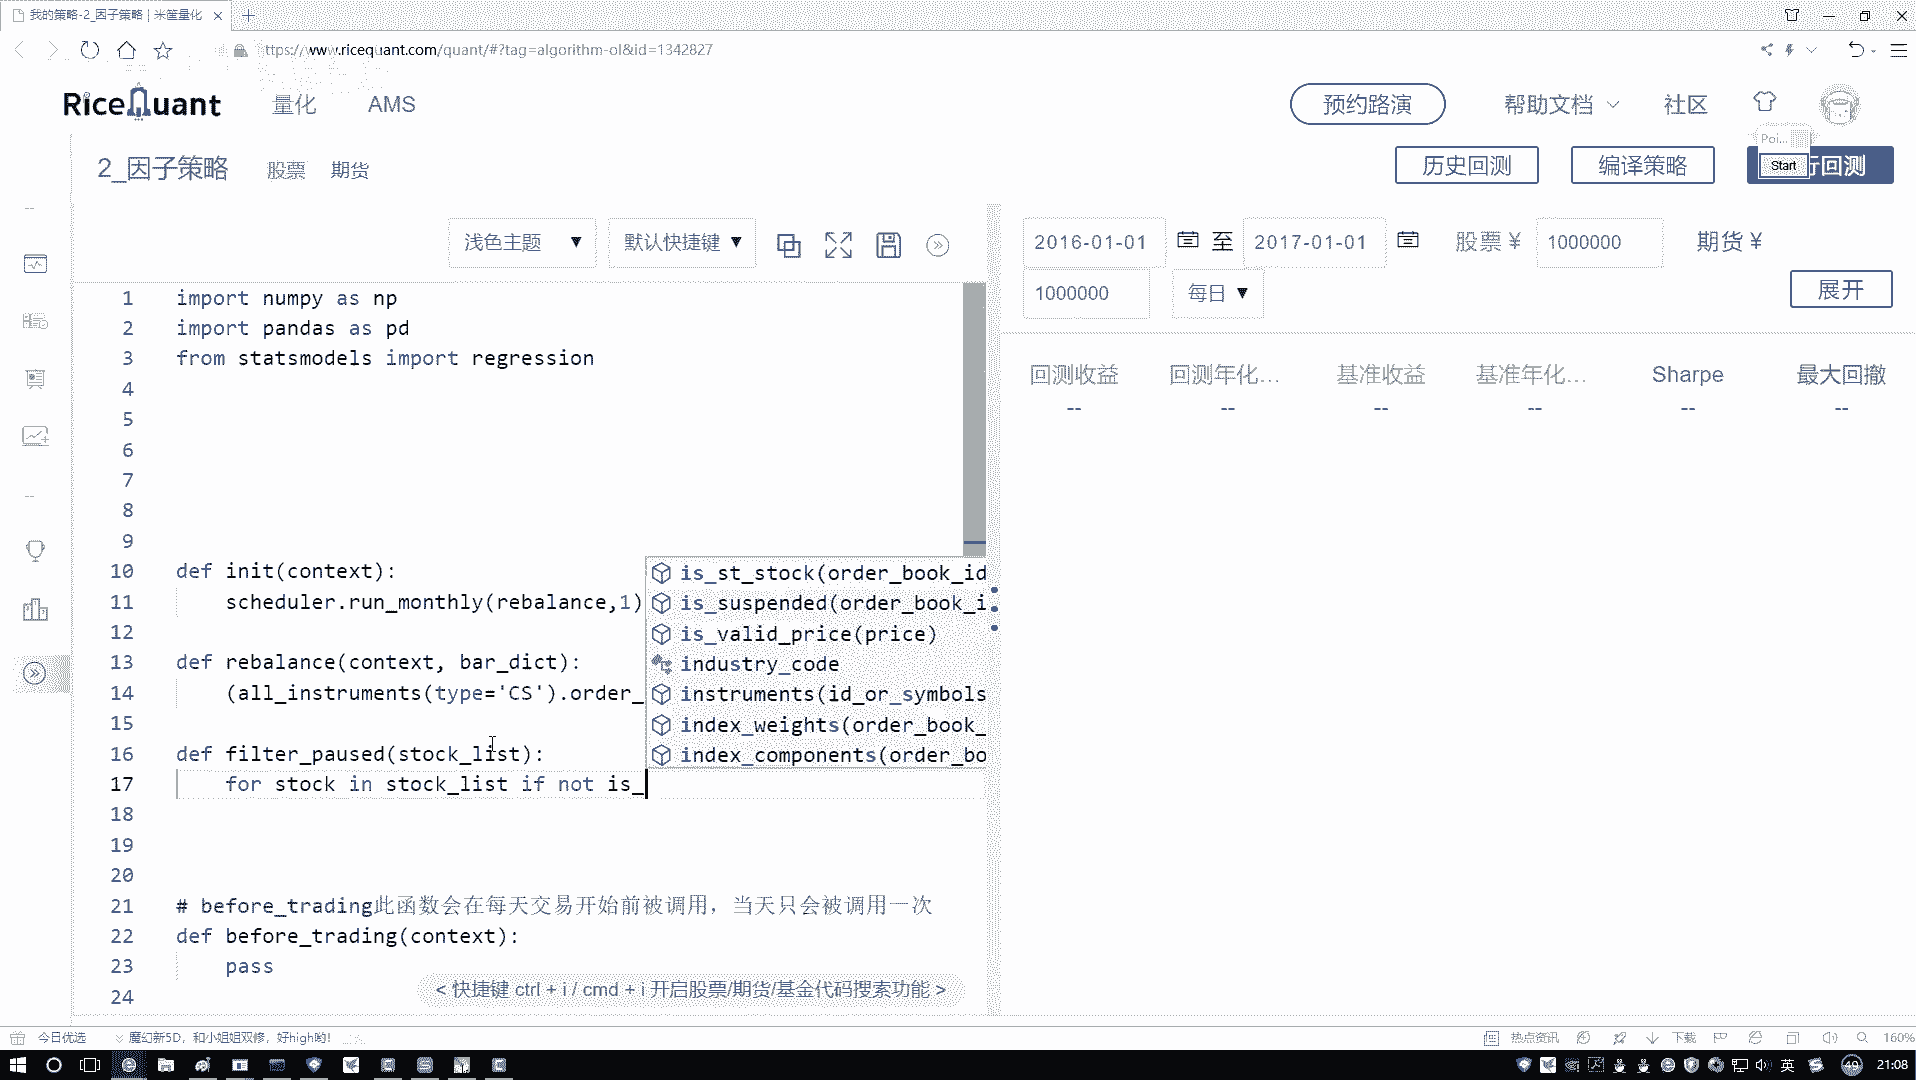 我的策略-2_因子策略 | 米筐量化
https://www.ricequant.com/quant/#?tag=algorithm-ol&id=1342827
RiceQuant 量化 AMS 预约路演 帮助文档 社区
Poi...
2_因子策略 股票 期货 历史回测 编译策略 Start 行回测
浅色主题 ▼ 默认快捷键 ▼
2016-01-01 至 2017-01-01 股票 ¥ 1000000 期货 ¥
1000000 每日 ▼ 展开
回测收益 回测年化... 基准收益 基准年化... Sharpe 最大回撤
-- -- -- -- -- --
1 import numpy as np
2 import pandas as pd
3 from statsmodels import regression
4
5
6
7
8
9
10 def init(context):
11 scheduler.run_monthly(rebalance,1)
12
13 def rebalance(context, bar_dict):
14 (all_instruments(type='CS').order_
15
16 def filter_paused(stock_list):
17 for stock in stock_list if not is_
18
19
20
21 # before_trading此函数会在每天交易开始前被调用，当天只会被调用一次
22 def before_trading(context):
23 pass
24
is_st_stock(order_book_id
is_suspended(order_book_i
is_valid_price(price)
industry_code
instruments(id_or_symbols
index_weights(order_book_
index_components(order_bo
< 快捷键 ctrl + i / cmd + i 开启股票/期货/基金代码搜索功能 >
今日优选 魔幻新5D，和小姐姐双修，好high哟! 热点资讯 下载 160%
英 49 21:08